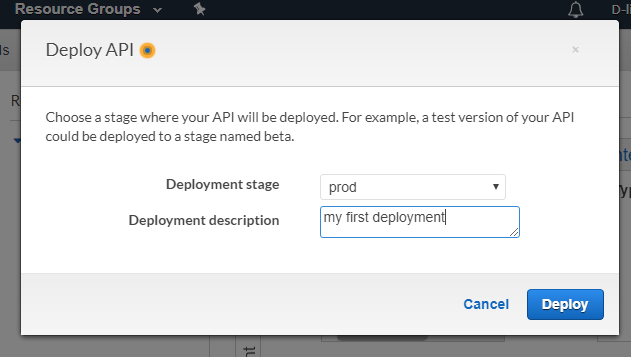 Resource Groups
Deploy API
Choose a stage where your API will be deployed. For example, a test version of your API
could be deployed to a stage named beta.
Deployment stage
prod
Deployment description
my first deployment
Cancel
Deploy